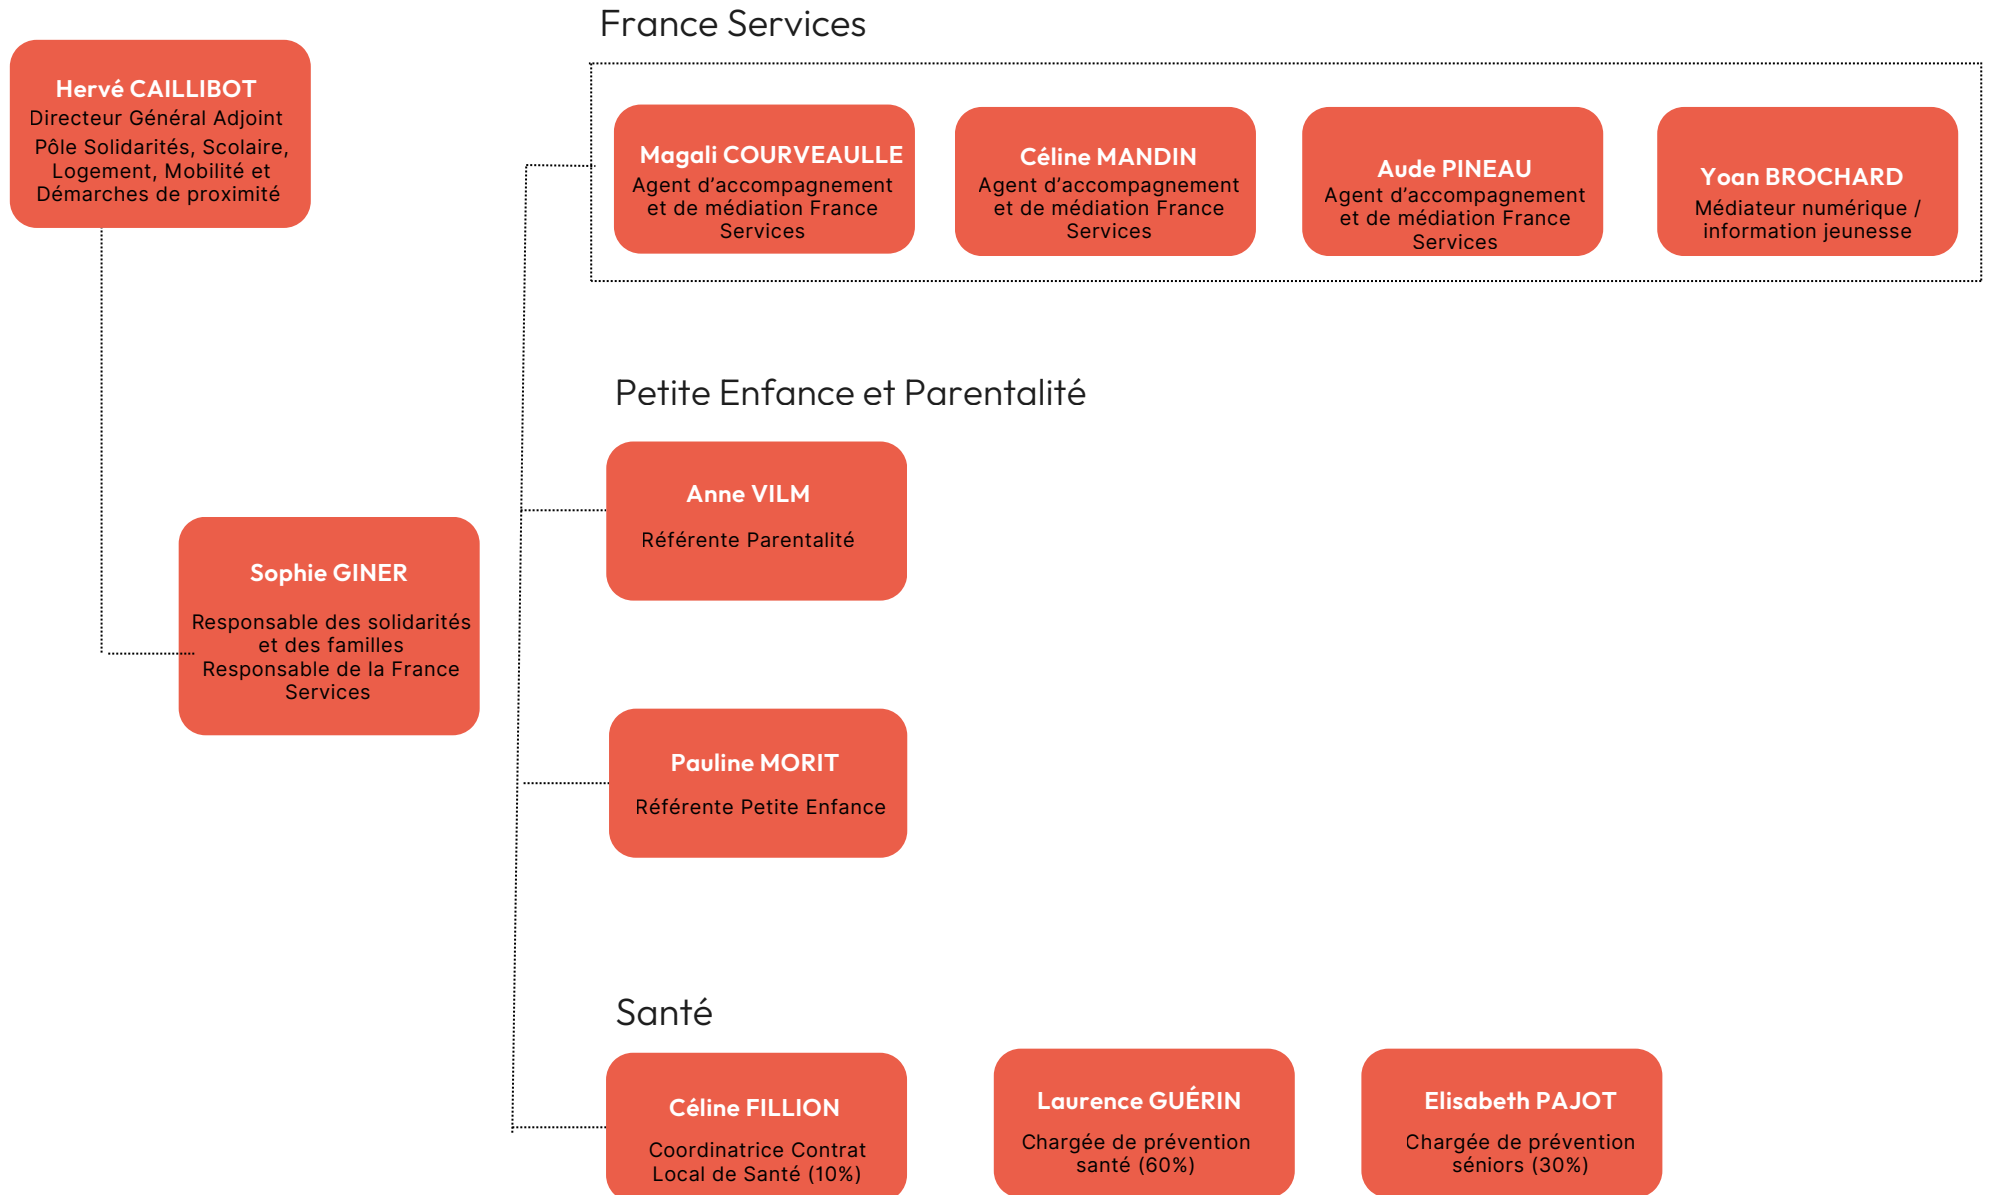 France Services
Hervé CAILLIBOT
Directeur Général Adjoint
Pôle Solidarités, Scolaire,
Logement, Mobilité et
Démarches de proximité
Magali COURVEAULLE
Agent d’accompagnement
et de médiation France
Services
Céline MANDIN
Agent d’accompagnement
et de médiation France
Services
Aude PINEAU
Agent d’accompagnement
et de médiation France
Services
Yoan BROCHARD
Médiateur numérique /
information jeunesse
Petite Enfance et Parentalité
Anne VILM
Référente Parentalité
Sophie GINER
Responsable des solidarités
et des familles
Responsable de la France
Services
Pauline MORIT
Référente Petite Enfance
Santé
Céline FILLION
Coordinatrice Contrat
Local de Santé (10%)
Laurence GUÉRIN
Chargée de prévention
santé (60%)
Elisabeth PAJOT
Chargée de prévention
séniors (30%)